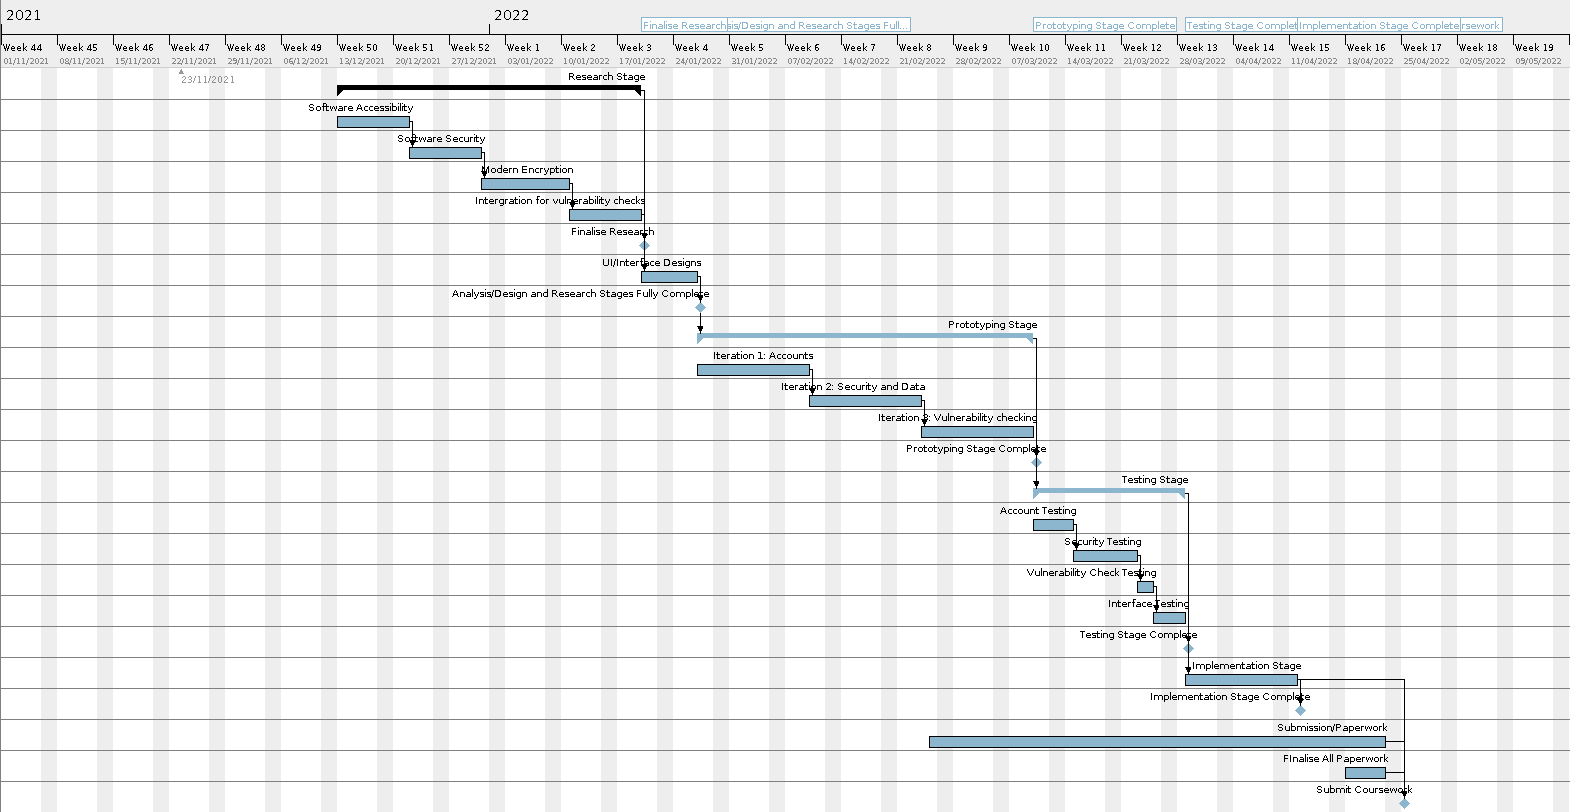 2021 2022
Finalise Research sis/Design and Research Stages Full... Prototyping Stage Complete Testing Stage Complet Implementation Stage Complete rsework
Week 44 Week 45 Week 46 Week 47 Week 48 Week 49 Week 50 Week 51 Week 52 Week 1 Week 2 Week 3 Week 4 Week 5 Week 6 Week 7 Week 8 Week 9 Week 10 Week 11 Week 12 Week 13 Week 14 Week 15 Week 16 Week 17 Week 18 Week 19
01/11/2021 08/11/2021 15/11/2021 22/11/2021 29/11/2021 06/12/2021 13/12/2021 20/12/2021 27/12/2021 03/01/2022 10/01/2022 17/01/2022 24/01/2022 31/01/2022 07/02/2022 14/02/2022 21/02/2022 28/02/2022 07/03/2022 14/03/2022 21/03/2022 28/03/2022 04/04/2022 11/04/2022 18/04/2022 25/04/2022 02/05/2022 09/05/2022
23/11/2021
Research Stage
Software Accessibility
Software Security
Modern Encryption
Intergration for vulnerability checks
Finalise Research
UI/Interface Designs
Analysis/Design and Research Stages Fully Complete
Prototyping Stage
Iteration 1: Accounts
Iteration 2: Security and Data
Iteration 3: Vulnerability checking
Prototyping Stage Complete
Testing Stage
Account Testing
Security Testing
Vulnerability Check Testing
Interface Testing
Testing Stage Complete
Implementation Stage
Implementation Stage Complete
Submission/Paperwork
FInalise All Paperwork
Submit Coursework